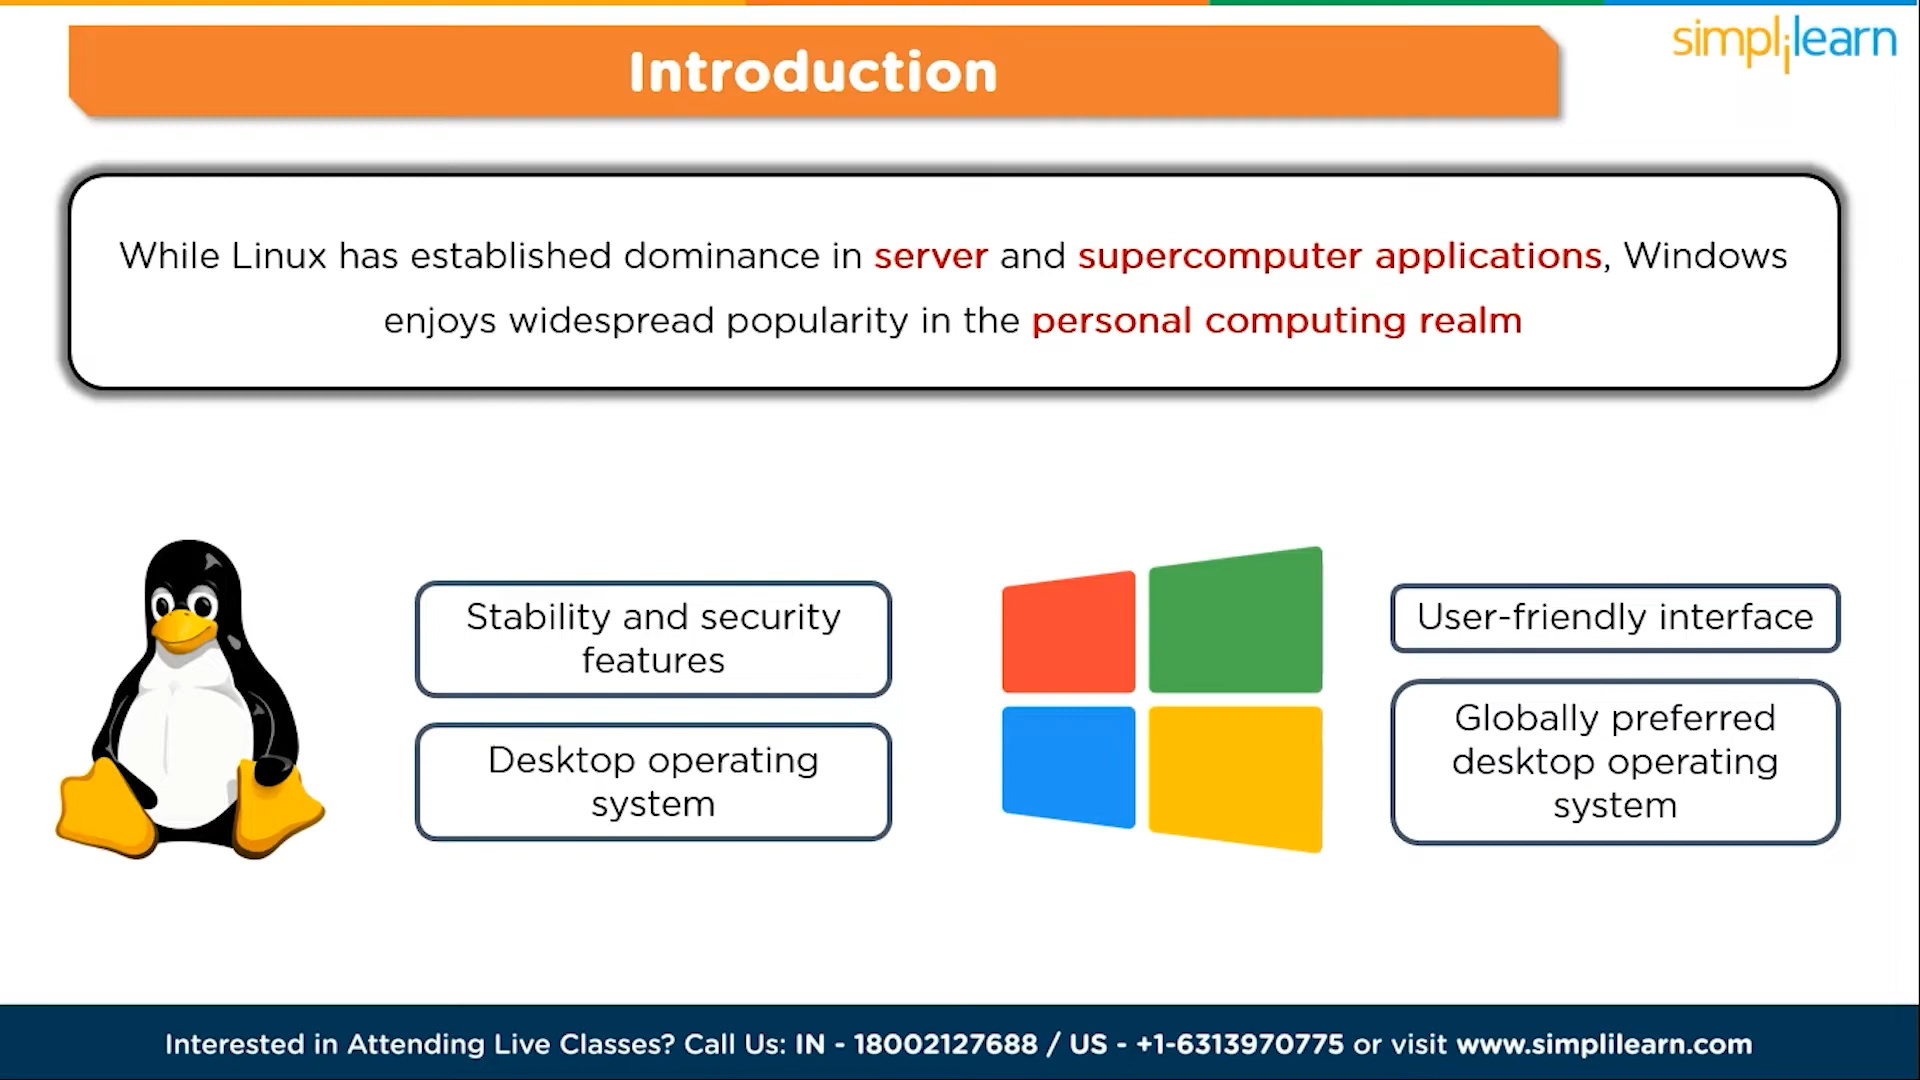 simplilearn
Introduction
While Linux has established dominance in server and supercomputer applications, Windows
enjoys widespread popularity in the personal computing realm
Stability and security
features
Desktop operating
system
User-friendly interface
Globally preferred
desktop operating
system
Interested in Attending Live Classes? Call Us: IN - 18002127688 / US - +1-6313970775 or visit www.simplilearn.com